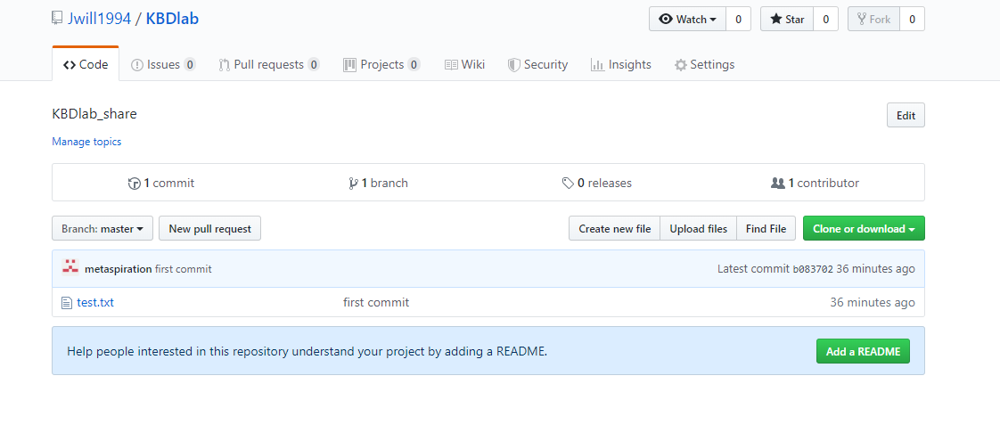 Jwill1994 / KBDlab Watch 0 Star 0 Fork 0
Code Issues 0 Pull requests 0 Projects 0 Wiki Security Insights Settings
KBDlab_share Edit
Manage topics
1 commit 1 branch 0 releases 1 contributor
Branch: master New pull request Create new file Upload files Find File Clone or download
metaspiration first commit Latest commit b083702 36 minutes ago
test.txt first commit 36 minutes ago
Help people interested in this repository understand your project by adding a README. Add a README